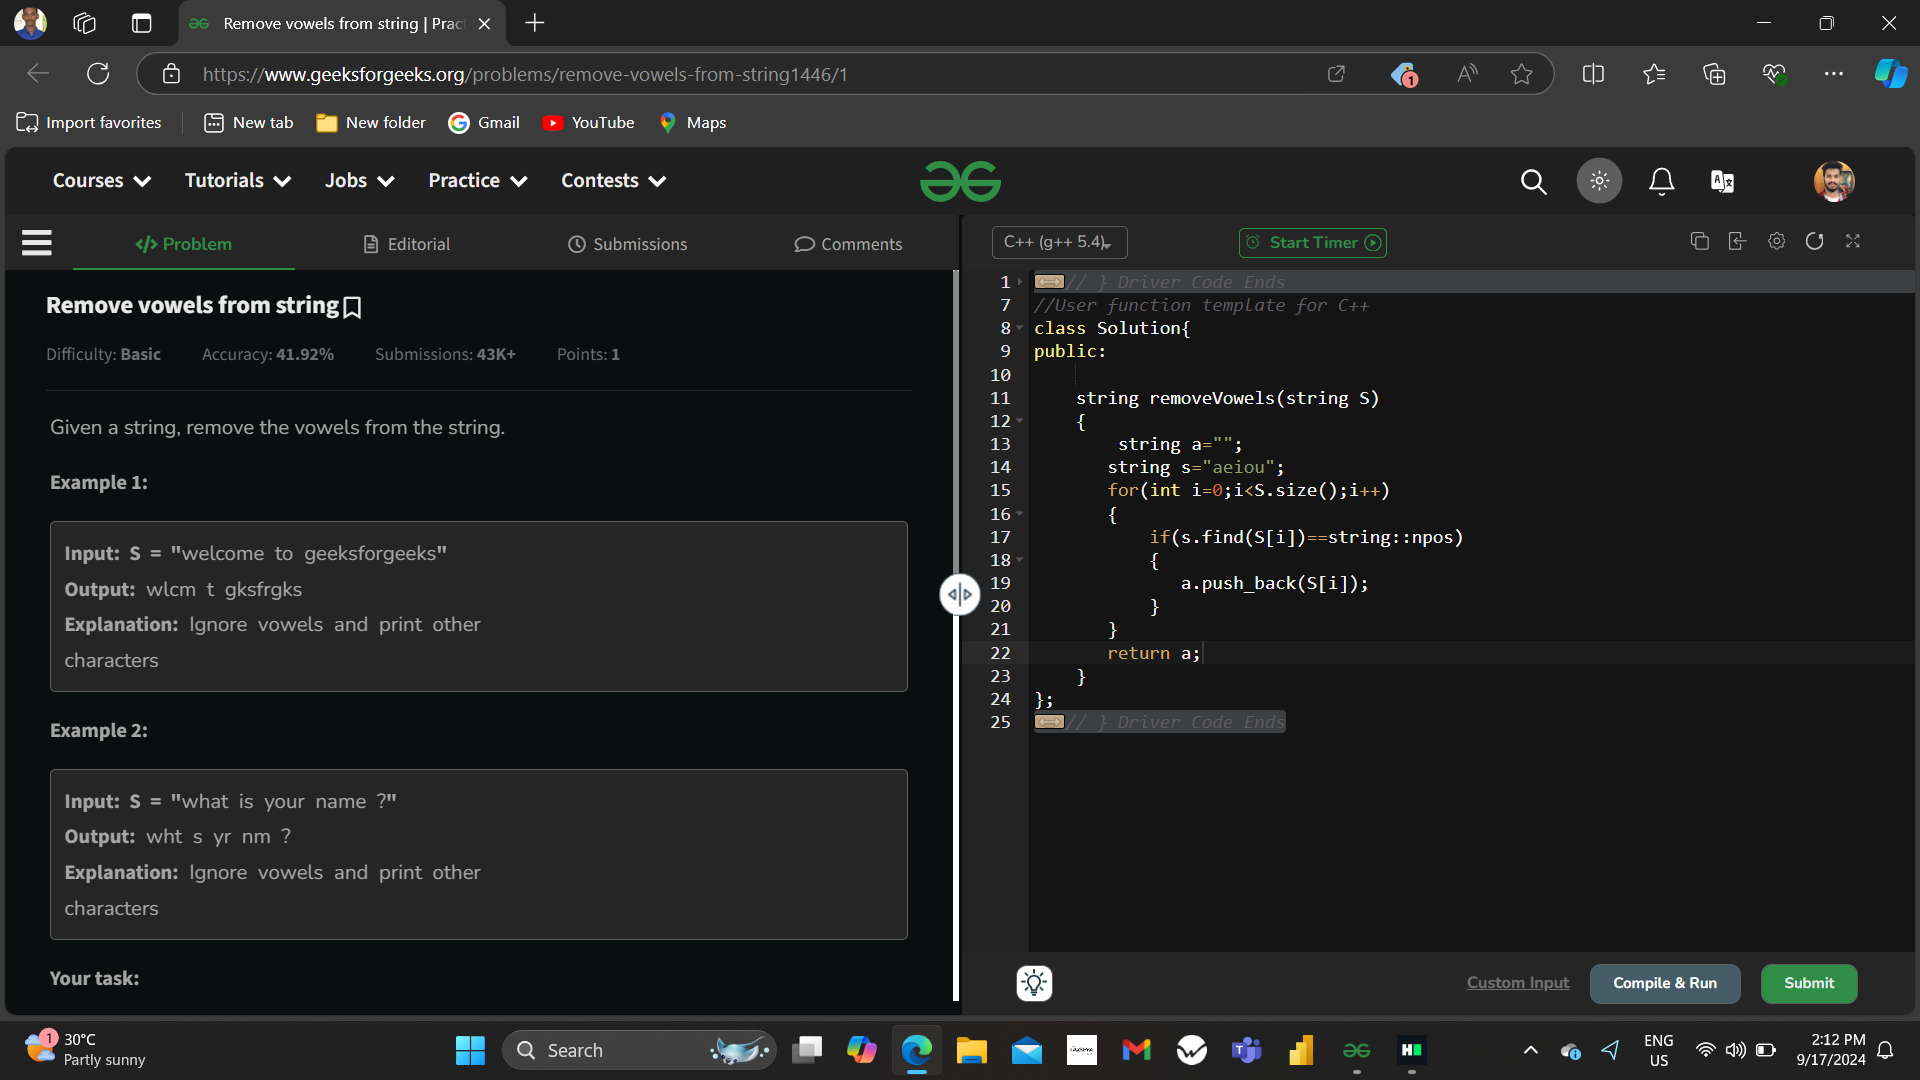 Remove vowels from string | Prac
https://www.geeksforgeeks.org/problems/remove-vowels-from-string1446/1
1
Import favorites
New tab
New folder
Gmail
YouTube
Maps
Courses
Tutorials
Jobs
Practice
Contests
Problem
Editorial
Submissions
Comments
C++ (g++ 5.4)
Start Timer
Remove vowels from string
Difficulty: Basic Accuracy: 41.92% Submissions: 43K+ Points: 1
Given a string, remove the vowels from the string.
Example 1:
Input: S = "welcome to geeksforgeeks"
Output: wlcm t gksfrgks
Explanation: Ignore vowels and print other
characters
Example 2:
Input: S = "what is your name ?"
Output: wht s yr nm ?
Explanation: Ignore vowels and print other
characters
Your task:
1 // } Driver Code Ends
7 //User function template for C++
8 class Solution{
9 public:
10
11 string removeVowels(string S)
12 {
13 string a="";
14 string s="aeiou";
15 for(int i=0;i<S.size();i++)
16 {
17 if(s.find(S[i])==string::npos)
18 {
19 a.push_back(S[i]);
20 }
21 }
22 return a;
23 }
24 };
25 // } Driver Code Ends
Custom Input
Compile & Run
Submit
1
30°C
Partly sunny
Search
ENG
US
2:12 PM
9/17/2024